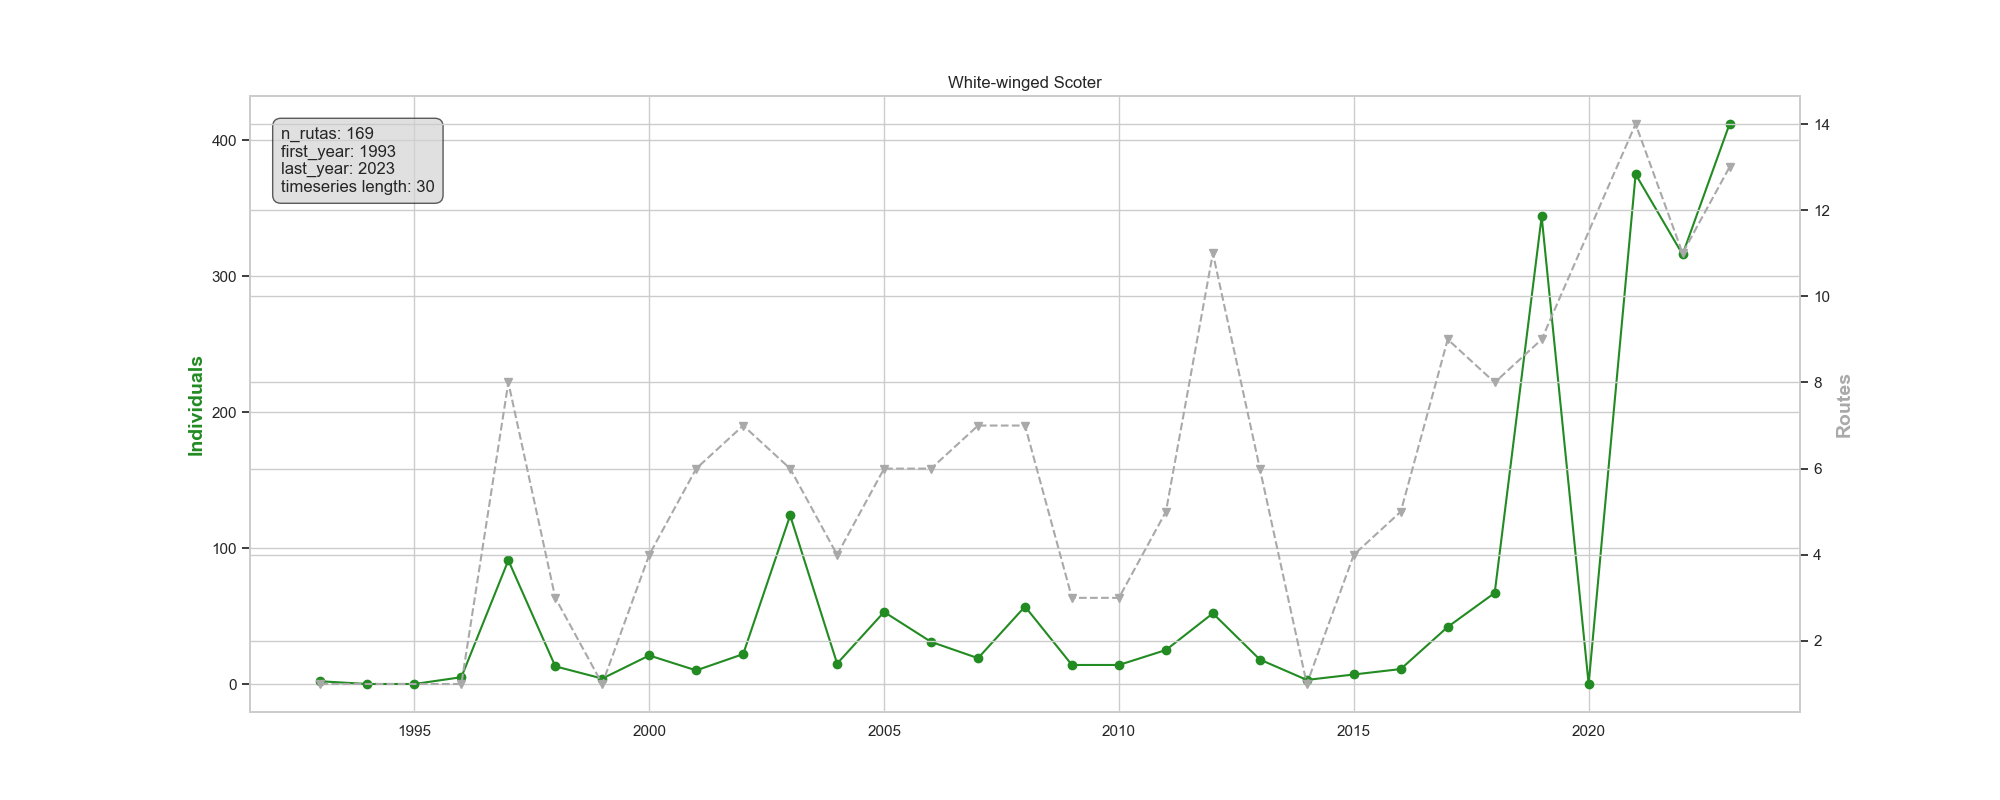 White-winged Scoter
n_rutas: 169
first_year: 1993
last_year: 2023
timeseries length: 30
Individuals
400
300
200
100
0
14
12
10
8
6
4
2
Routes
1995 2000 2005 2010 2015 2020